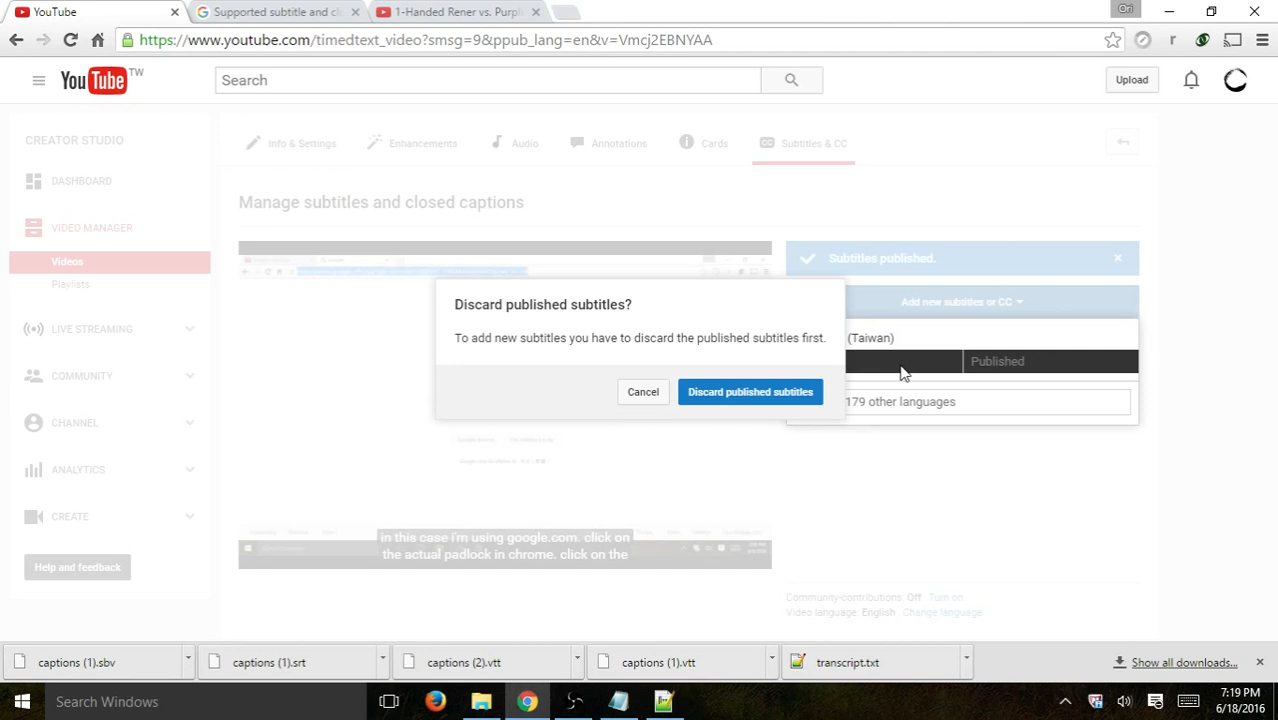 YouTube
Supported subtitle and cl
1-Handed Rener vs. Purpl
Ori
https://www.youtube.com/timedtext_video?smsg=9&ppub_lang=en&v=Vmcj2EBNYAA
YouTube TW
Search
Upload
CREATOR STUDIO
Info & Settings
Enhancements
Audio
Annotations
Cards
CC Subtitles & CC
DASHBOARD
VIDEO MANAGER
Videos
Playlists
LIVE STREAMING
COMMUNITY
CHANNEL
ANALYTICS
CREATE
Help and feedback
Manage subtitles and closed captions
Subtitles published.
Add new subtitles or CC
(Taiwan)
Published
179 other languages
Discard published subtitles?
To add new subtitles you have to discard the published subtitles first.
Cancel
Discard published subtitles
in this case i'm using google.com. click on
the actual padlock in chrome. click on the
Community-contributions: Off Turn on
Video language: English Change language
captions (1).sbv
captions (1).srt
captions (2).vtt
captions (1).vtt
transcript.txt
Show all downloads...
Search Windows
7:19 PM
6/18/2016